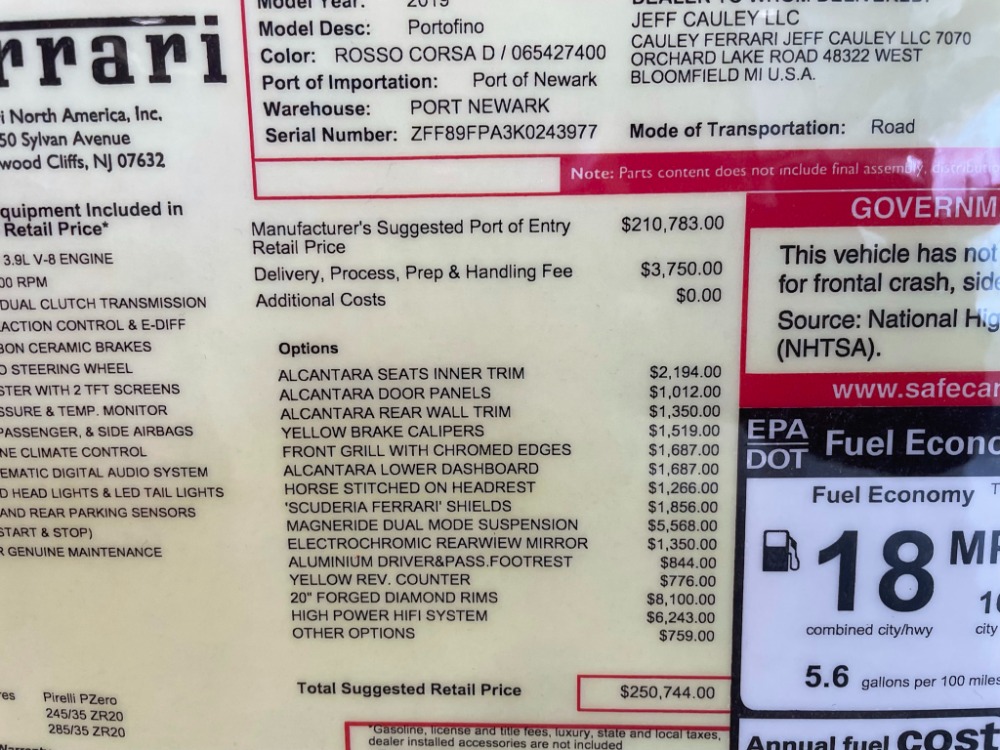 rrari
i North America, Inc.
50 Sylvan Avenue
wood Cliffs, NJ 07632
Model Year: 2019
Model Desc: Portofino
Color: ROSSO CORSA D / 065427400
Port of Importation: Port of Newark
Warehouse: PORT NEWARK
Serial Number: ZFF89FPA3K0243977
JEFF CAULEY LLC
CAULEY FERRARI JEFF CAULEY LLC 7070
ORCHARD LAKE ROAD 48322 WEST
BLOOMFIELD MI U.S.A.
Mode of Transportation: Road
Note: Parts content does not include final assembly, distributio
quipment Included in
Retail Price*
3.9L V-8 ENGINE
00 RPM
DUAL CLUTCH TRANSMISSION
ACTION CONTROL & E-DIFF
BON CERAMIC BRAKES
O STEERING WHEEL
STER WITH 2 TFT SCREENS
SSURE & TEMP. MONITOR
PASSENGER, & SIDE AIRBAGS
NE CLIMATE CONTROL
EMATIC DIGITAL AUDIO SYSTEM
D HEAD LIGHTS & LED TAIL LIGHTS
AND REAR PARKING SENSORS
START & STOP)
R GENUINE MAINTENANCE
es Pirelli PZero
245/35 ZR20
285/35 ZR20
Manufacturer's Suggested Port of Entry $210,783.00
Retail Price
Delivery, Process, Prep & Handling Fee $3,750.00
Additional Costs $0.00
Options
ALCANTARA SEATS INNER TRIM $2,194.00
ALCANTARA DOOR PANELS $1,012.00
ALCANTARA REAR WALL TRIM $1,350.00
YELLOW BRAKE CALIPERS $1,519.00
FRONT GRILL WITH CHROMED EDGES $1,687.00
ALCANTARA LOWER DASHBOARD $1,687.00
HORSE STITCHED ON HEADREST $1,266.00
'SCUDERIA FERRARI' SHIELDS $1,856.00
MAGNERIDE DUAL MODE SUSPENSION $5,568.00
ELECTROCHROMIC REARWIEW MIRROR $1,350.00
ALUMINIUM DRIVER&PASS.FOOTREST $844.00
YELLOW REV. COUNTER $776.00
20" FORGED DIAMOND RIMS $8,100.00
HIGH POWER HIFI SYSTEM $6,243.00
OTHER OPTIONS $759.00
Total Suggested Retail Price $250,744.00
*Gasoline, license and title fees, luxury, state and local taxes,
dealer installed accessories are not included
GOVERNM
This vehicle has not
for frontal crash, side
Source: National Hig
(NHTSA).
www.safecar
EPA
DOT Fuel Econo
Fuel Economy
18 MP
combined city/hwy city
5.6 gallons per 100 miles
Annual fuel cost